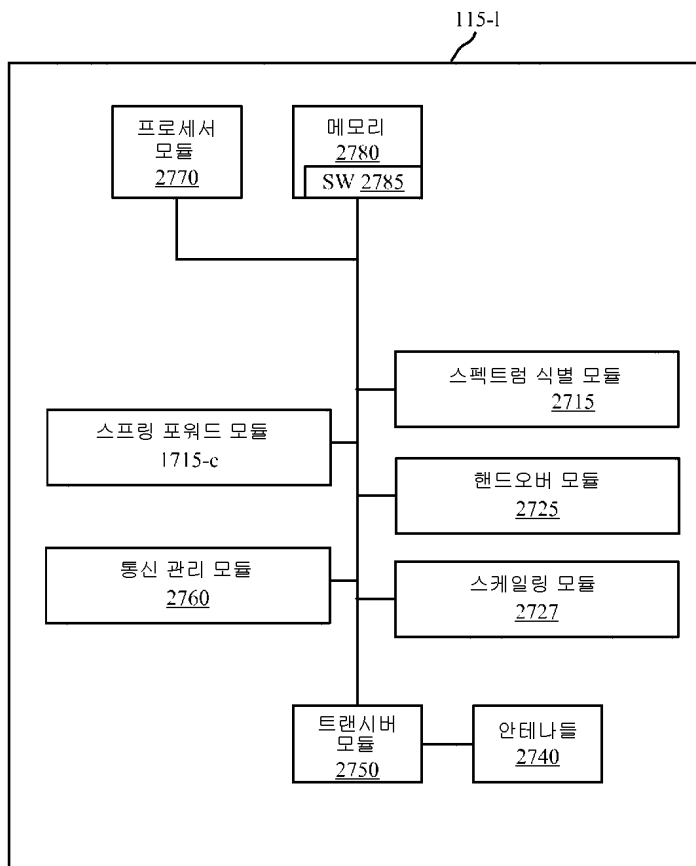 115-l
프로세서
모듈
2770
메모리
2780
SW 2785
스펙트럼 식별 모듈
2715
스프링 포워드 모듈
1715-c
핸드오버 모듈
2725
통신 관리 모듈
2760
스케일링 모듈
2727
트랜시버
모듈
2750
안테나들
2740